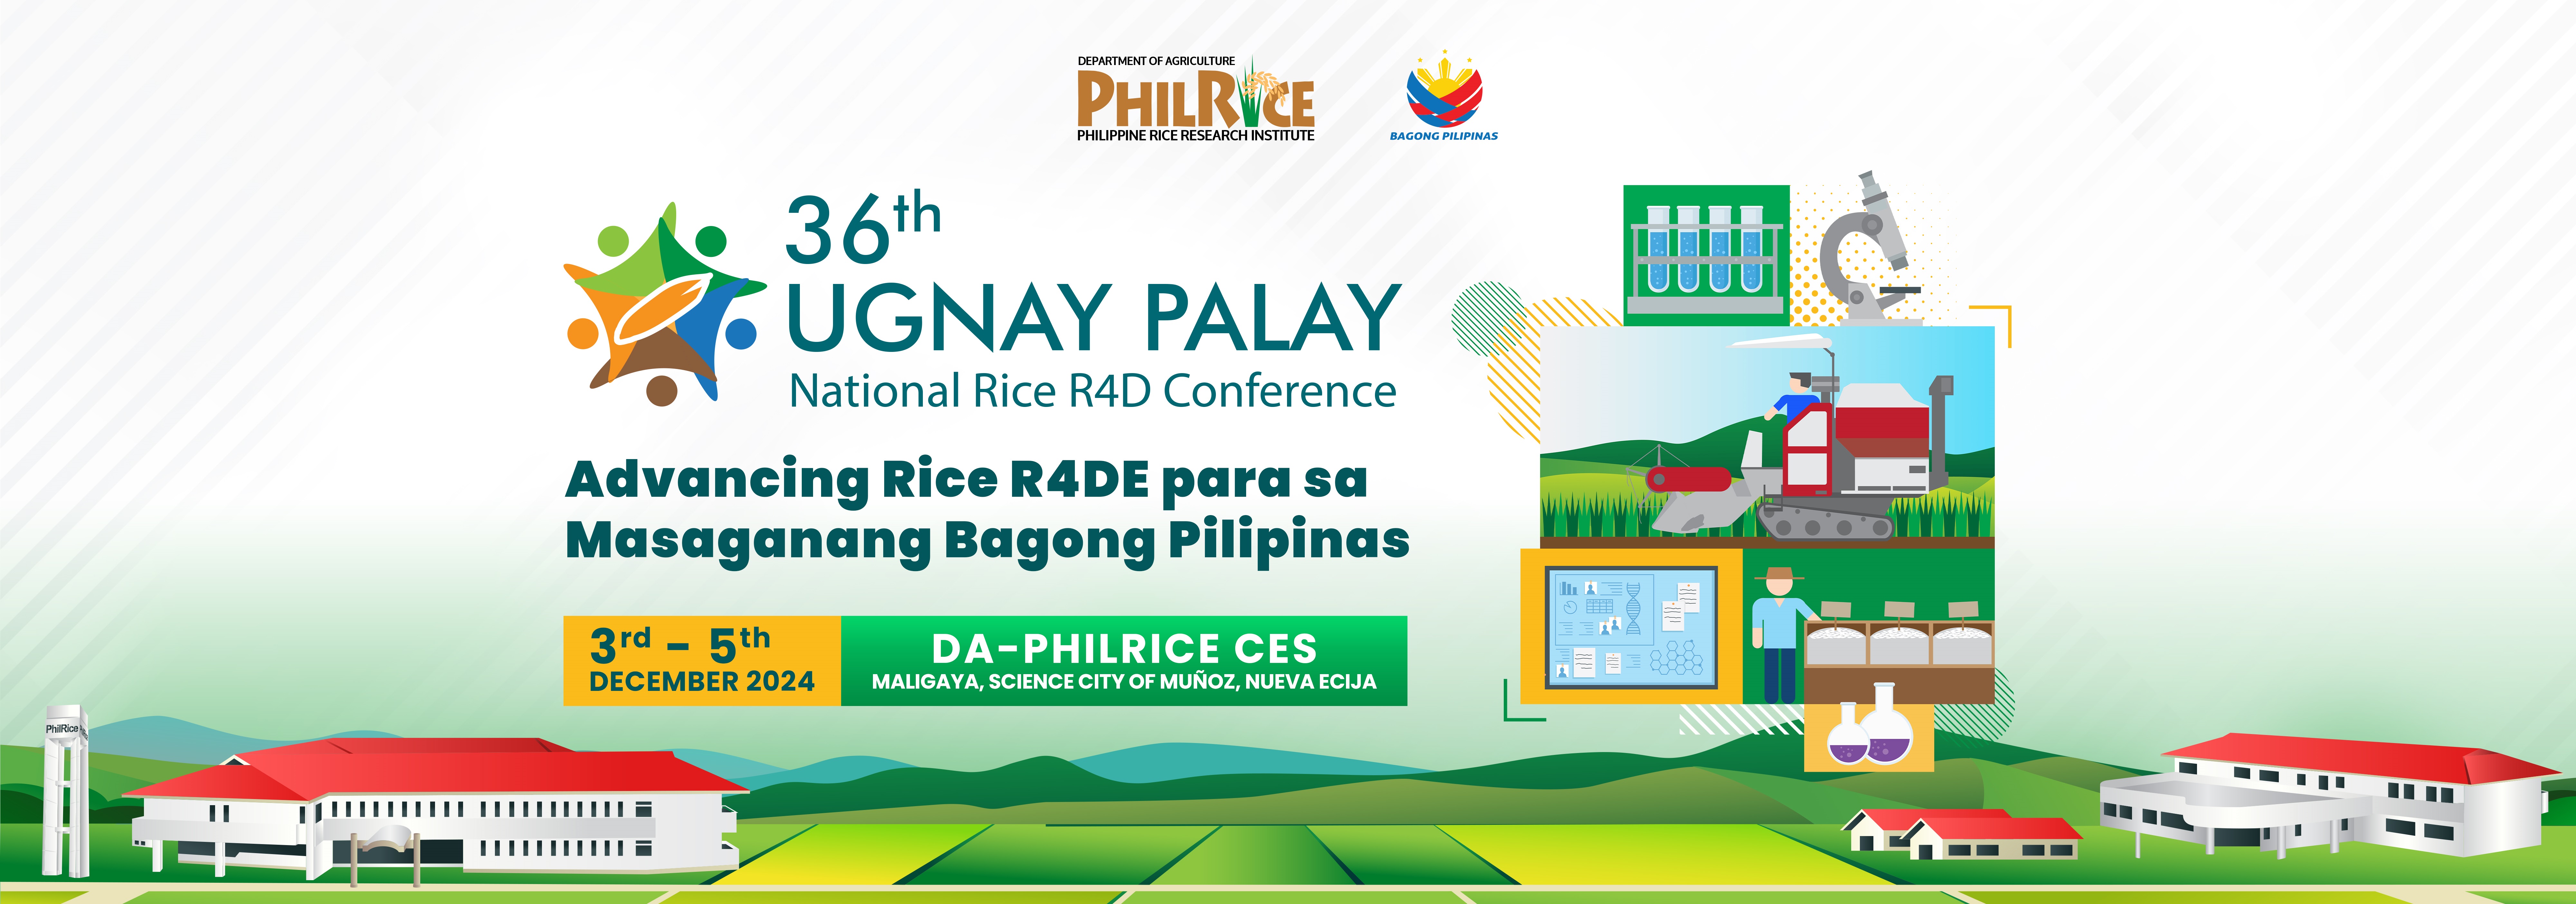 DEPARTMENT OF AGRICULTURE
PHILRICE
PHILIPPINE RICE RESEARCH INSTITUTE
BAGONG PILIPINAS
36th
UGNAY PALAY
National Rice R4D Conference
Advancing Rice R4DE para sa
Masaganang Bagong Pilipinas
3rd - 5th
DECEMBER 2024
DA-PHILRICE CES
MALIGAYA, SCIENCE CITY OF MUÑOZ, NUEVA ECIJA
PhilRice